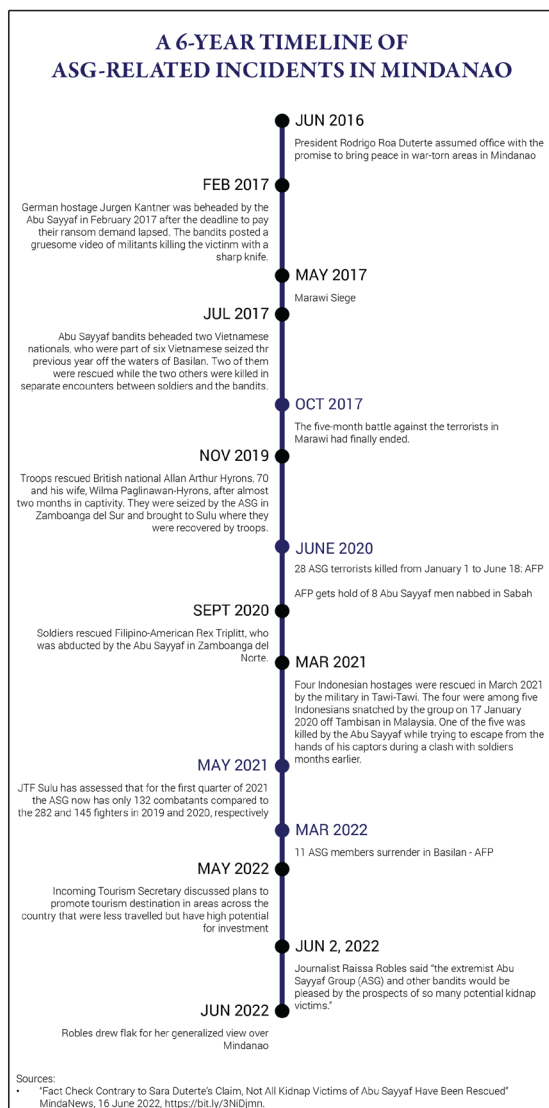 A 6-YEAR TIMELINE OF
ASG-RELATED INCIDENTS IN MINDANAO
JUN 2016
President Rodrigo Roa Duterte assumed office with the
promise to bring peace in war-torn areas in Mindanao
FEB 2017
German hostage Jurgen Kantner was beheaded by the
Abu Sayyaf in February 2017 after the deadline to pay
their ransom demand lapsed. The bandits posted a
gruesome video of militants killing the victinm with a
sharp knife.
MAY 2017
Marawi Siege
JUL 2017
Abu Sayyaf bandits beheaded two Vietnamese
nationals, who were part of six Vietnamese seized thr
previous year off the waters of Basilan. Two of them
were rescued while the two others were killed in
separate encounters between soldiers and the bandits.
OCT 2017
The five-month battle against the terrorists in
Marawi had finally ended.
NOV 2019
Troops rescued British national Allan Arthur Hyrons, 70
and his wife, Wilma Paglinawan-Hyrons, after almost
two months in captivity. They were seized by the ASG in
Zamboanga del Sur and brought to Sulu where they
were recovered by troops.
JUNE 2020
28 ASG terrorists killed from January 1 to June 18: AFP
AFP gets hold of 8 Abu Sayyaf men nabbed in Sabah
SEPT 2020
Soldiers rescued Filipino-American Rex Triplitt, who
was abducted by the Abu Sayyaf in Zamboanga del
Norte.
MAR 2021
Four Indonesian hostages were rescued in March 2021
by the military in Tawi-Tawi. The four were among five
Indonesians snatched by the group on 17 January
2020 off Tambisan in Malaysia. One of the five was
killed by the Abu Sayyaf while trying to escape from the
hands of his captors during a clash with soldiers
months earlier.
MAY 2021
JTF Sulu has assessed that for the first quarter of 2021
the ASG now has only 132 combatants compared to
the 282 and 145 fighters in 2019 and 2020, respectively
MAR 2022
11 ASG members surrender in Basilan - AFP
MAY 2022
Incoming Tourism Secretary discussed plans to
promote tourism destination in areas across the
country that were less travelled but have high potential
for investment
JUN 2, 2022
Journalist Raissa Robles said "the extremist Abu
Sayyaf Group (ASG) and other bandits would be
pleased by the prospects of so many potential kidnap
victims."
JUN 2022
Robles drew flak for her generalized view over
Mindanao
Sources:
• "Fact Check Contrary to Sara Duterte's Claim, Not All Kidnap Victims of Abu Sayyaf Have Been Rescued"
MindaNews, 16 June 2022, https://bit.ly/3NiDjmn.